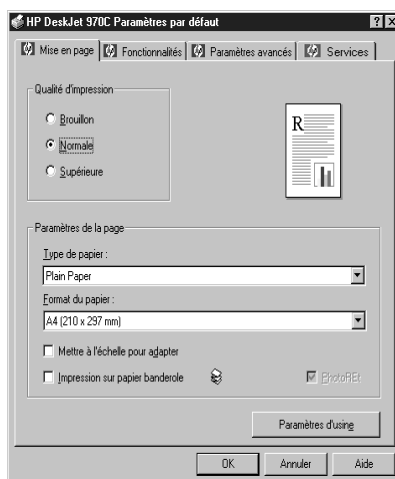 HP DeskJet 970C Paramètres par défaut
Mise en page Fonctionnalités Paramètres avancés Services
Qualité d'impression
Brouillon
Normale
Supérieure
R
Paramètres de la page
Type de papier :
Plain Paper
Format du papier :
A4 (210 x 297 mm)
Mettre à l'échelle pour adapter
Impression sur papier banderole PhotoREt
Paramètres d'usine
OK Annuler Aide